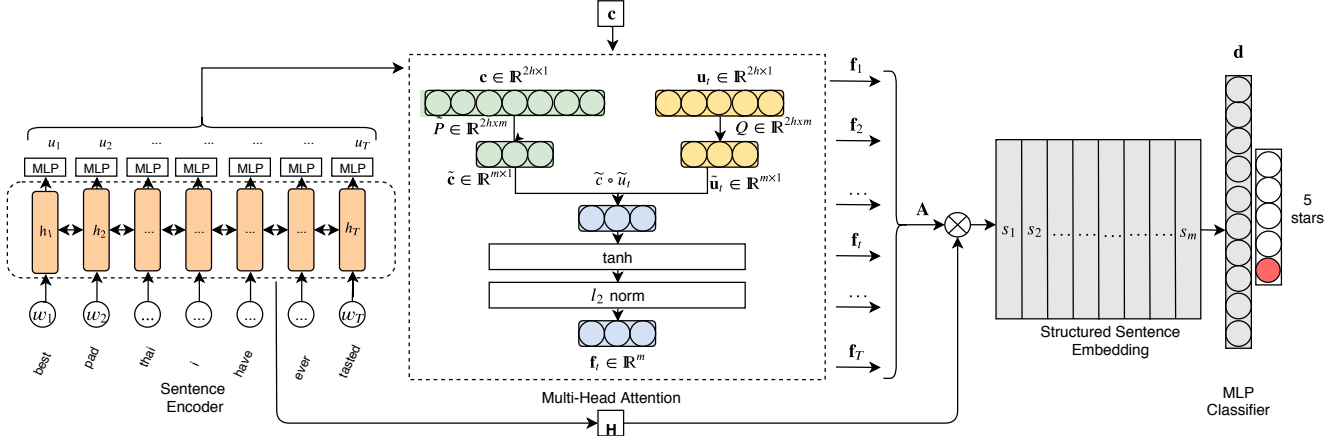 c
c ∈ ℝ^{2h×1}
u_t ∈ ℝ^{2h×1}
P̃ ∈ ℝ^{2hxm}
Q ∈ ℝ^{2hxm}
c̃ ∈ ℝ^{m×1}
c̃ ∘ ũ_t
ũ_t ∈ ℝ^{m×1}
tanh
l_2 norm
f_t ∈ ℝ^m
Multi-Head Attention
u_1 u_2 ... ... ... ... u_T
MLP MLP MLP MLP MLP MLP MLP
h_1 h_2 ... ... ... ... h_T
w_1 w_2 ... ... ... ... w_T
best pad thai i have ever tasted
Sentence
Encoder
H
f_1
f_2
...
f_t
...
f_T
A
s_1 s_2 ... ... ... ... ... s_m
Structured Sentence
Embedding
d
5
stars
MLP
Classifier